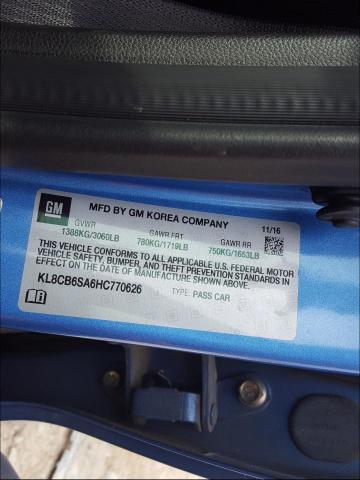 GM
MFD BY GM KOREA COMPANY
11/16
GVWR GAWR FRT GAWR RR
1388KG/3060LB 780KG/1719LB 750KG/1653LB
THIS VEHICLE CONFORMS TO ALL APPLICABLE U.S. FEDERAL MOTOR
VEHICLE SAFETY, BUMPER, AND THEFT PREVENTION STANDARDS IN
EFFECT ON THE DATE OF MANUFACTURE SHOWN ABOVE.
KL8CB6SA6HC770626
TYPE: PASS CAR